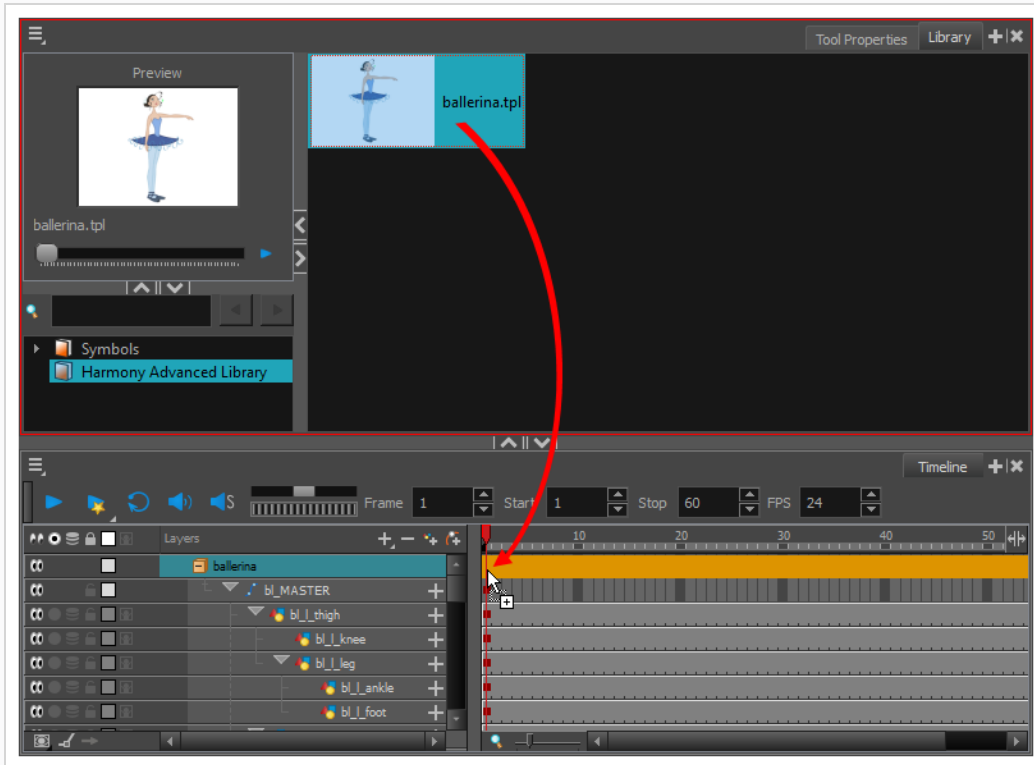 Tool Properties Library
Preview
ballerina.tpl
ballerina.tpl
Symbols
Harmony Advanced Library
Timeline
S Frame 1 Start 1 Stop 60 FPS 24
Layers 10 20 30 40 50
ballerina
bl_MASTER
bl_l_thigh
bl_l_knee
bl_l_leg
bl_l_ankle
bl_l_foot